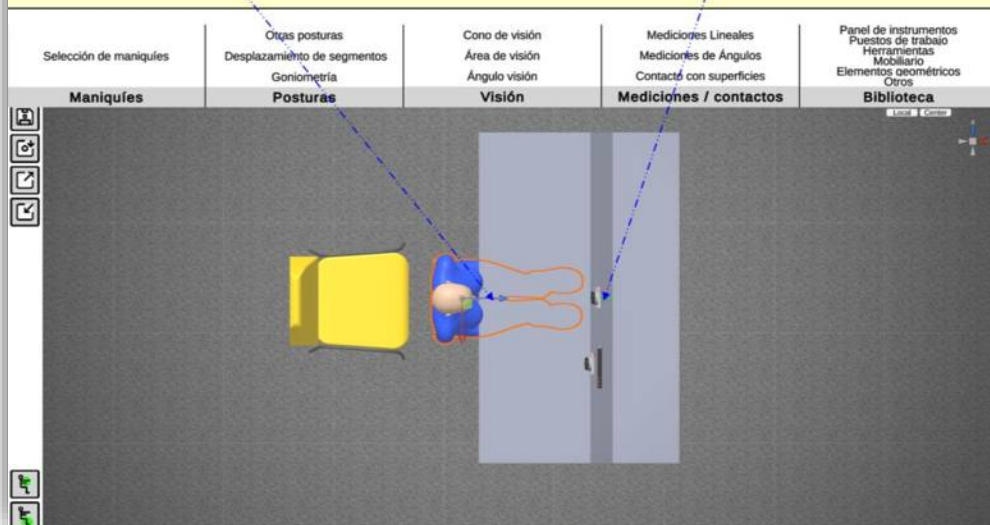 Selección de maniquíes
Maniquíes
Otras posturas
Desplazamiento de segmentos
Goniometría
Posturas
Cono de visión
Área de visión
Ángulo visión
Visión
Mediciones Lineales
Mediciones de Ángulos
Contacto con superficies
Mediciones / contactos
Panel de instrumentos
Puestos de trabajo
Herramientas
Mobiliario
Elementos geométricos
Otros
Biblioteca
Local Center